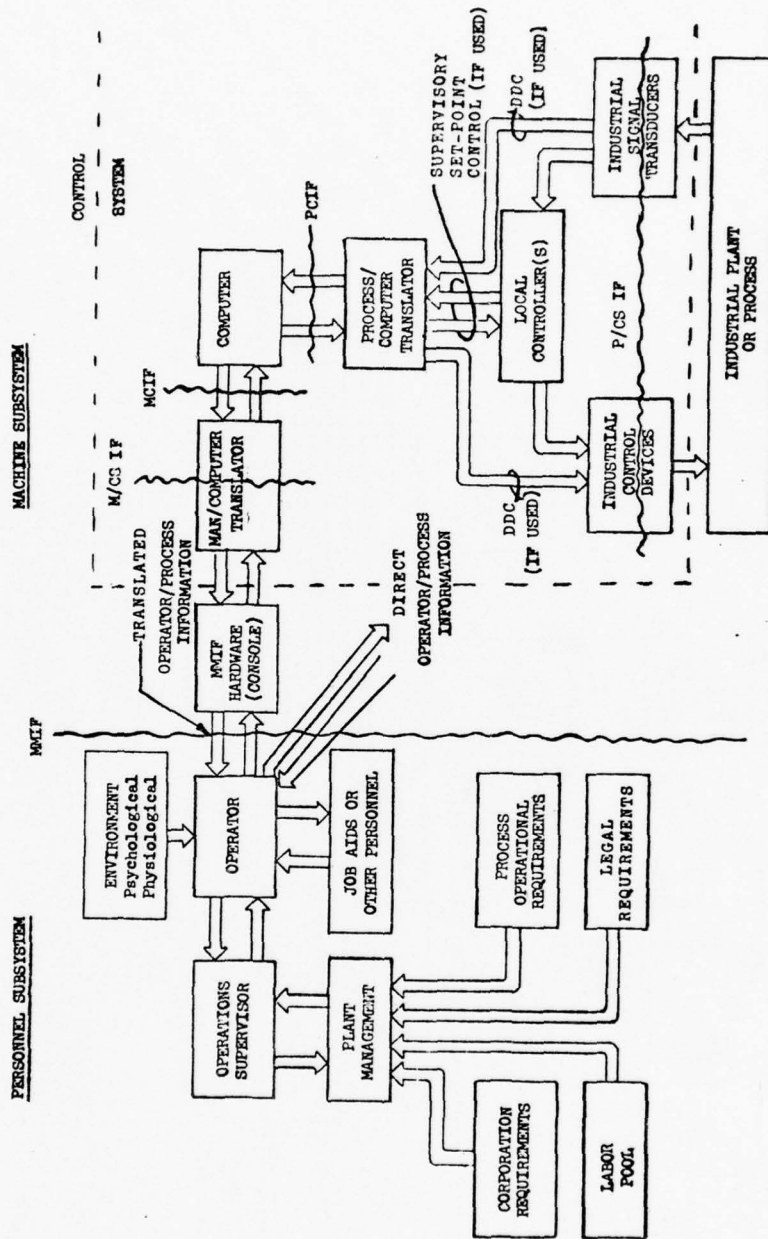 PERSONNEL SUBSYSTEM
MACHINE SUBSYSTEM
MMIF
M/CS IF
CONTROL
SYSTEM
ENVIRONMENT
Psychological
Physiological
TRANSLATED
OPERATOR/PROCESS
INFORMATION
MCIF
OPERATIONS
SUPERVISOR
OPERATOR
MMIF
HARDWARE
(CONSOLE)
MAN/COMPUTER
TRANSLATOR
COMPUTER
PCIF
PLANT
MANAGEMENT
JOB AIDS OR
OTHER PERSONNEL
DIRECT
OPERATOR/PROCESS
INFORMATION
PROCESS/
COMPUTER
TRANSLATOR
SUPERVISORY
SET-POINT
CONTROL (IF USED)
CORPORATION
REQUIREMENTS
PROCESS
OPERATIONAL
REQUIREMENTS
DDC
(IF USED)
LOCAL
CONTROLLER(S)
DDC
(IF USED)
LABOR
POOL
LEGAL
REQUIREMENTS
INDUSTRIAL
CONTROL
DEVICES
P/CS IF
INDUSTRIAL
SIGNAL
TRANSDUCERS
INDUSTRIAL PLANT
OR PROCESS